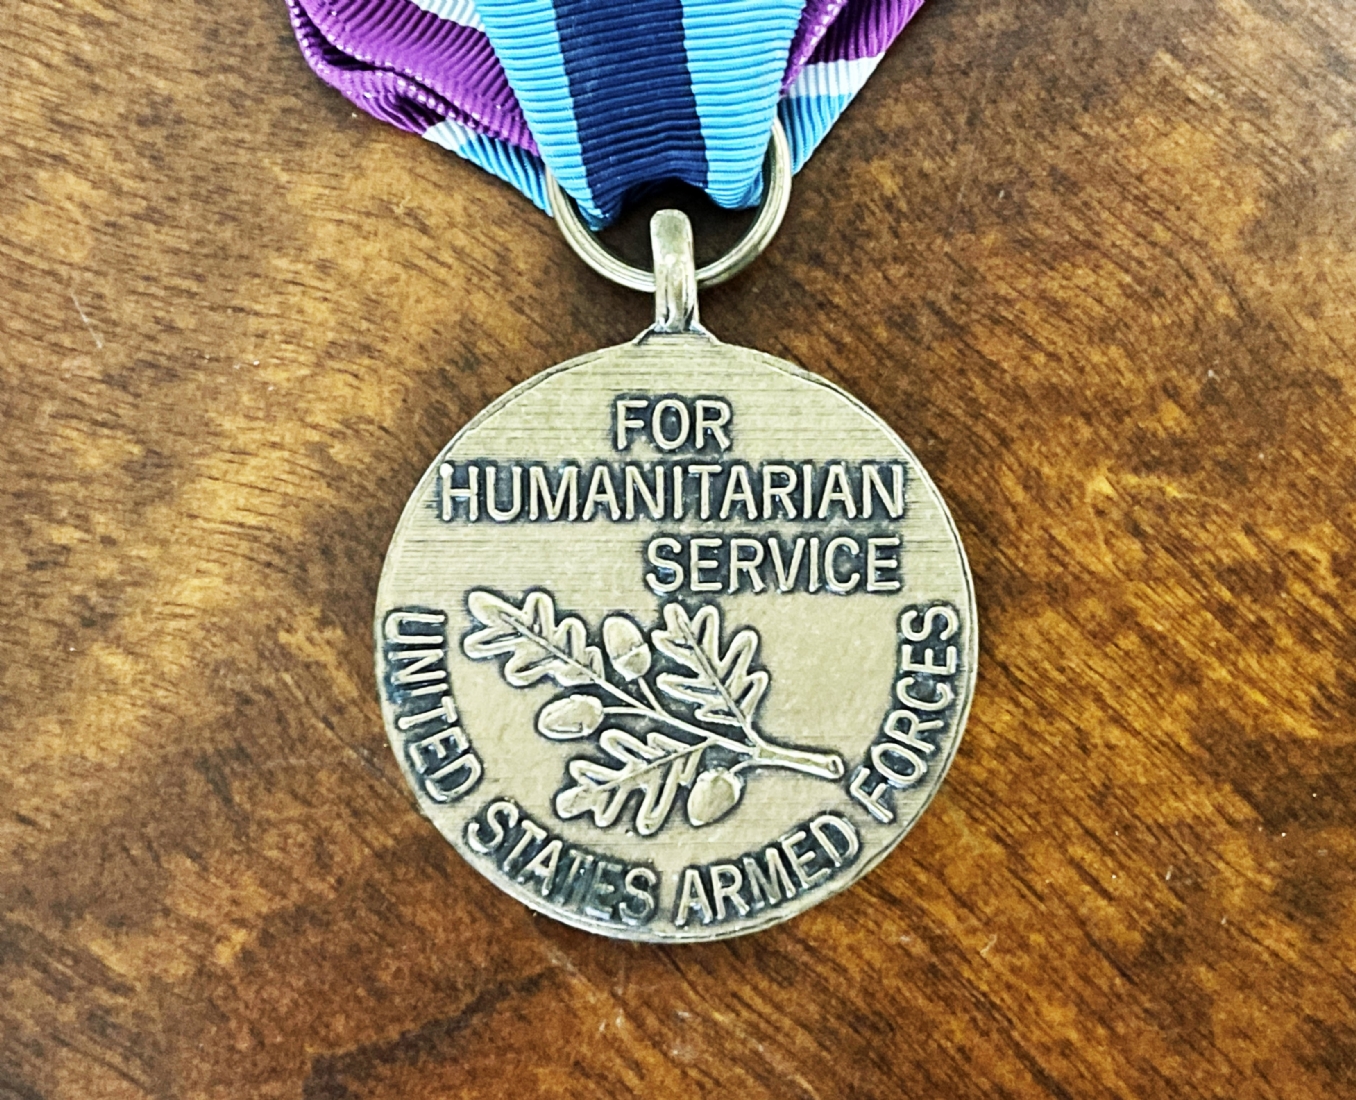 FOR
HUMANITARIAN
SERVICE
UNITED STATES ARMED FORCES